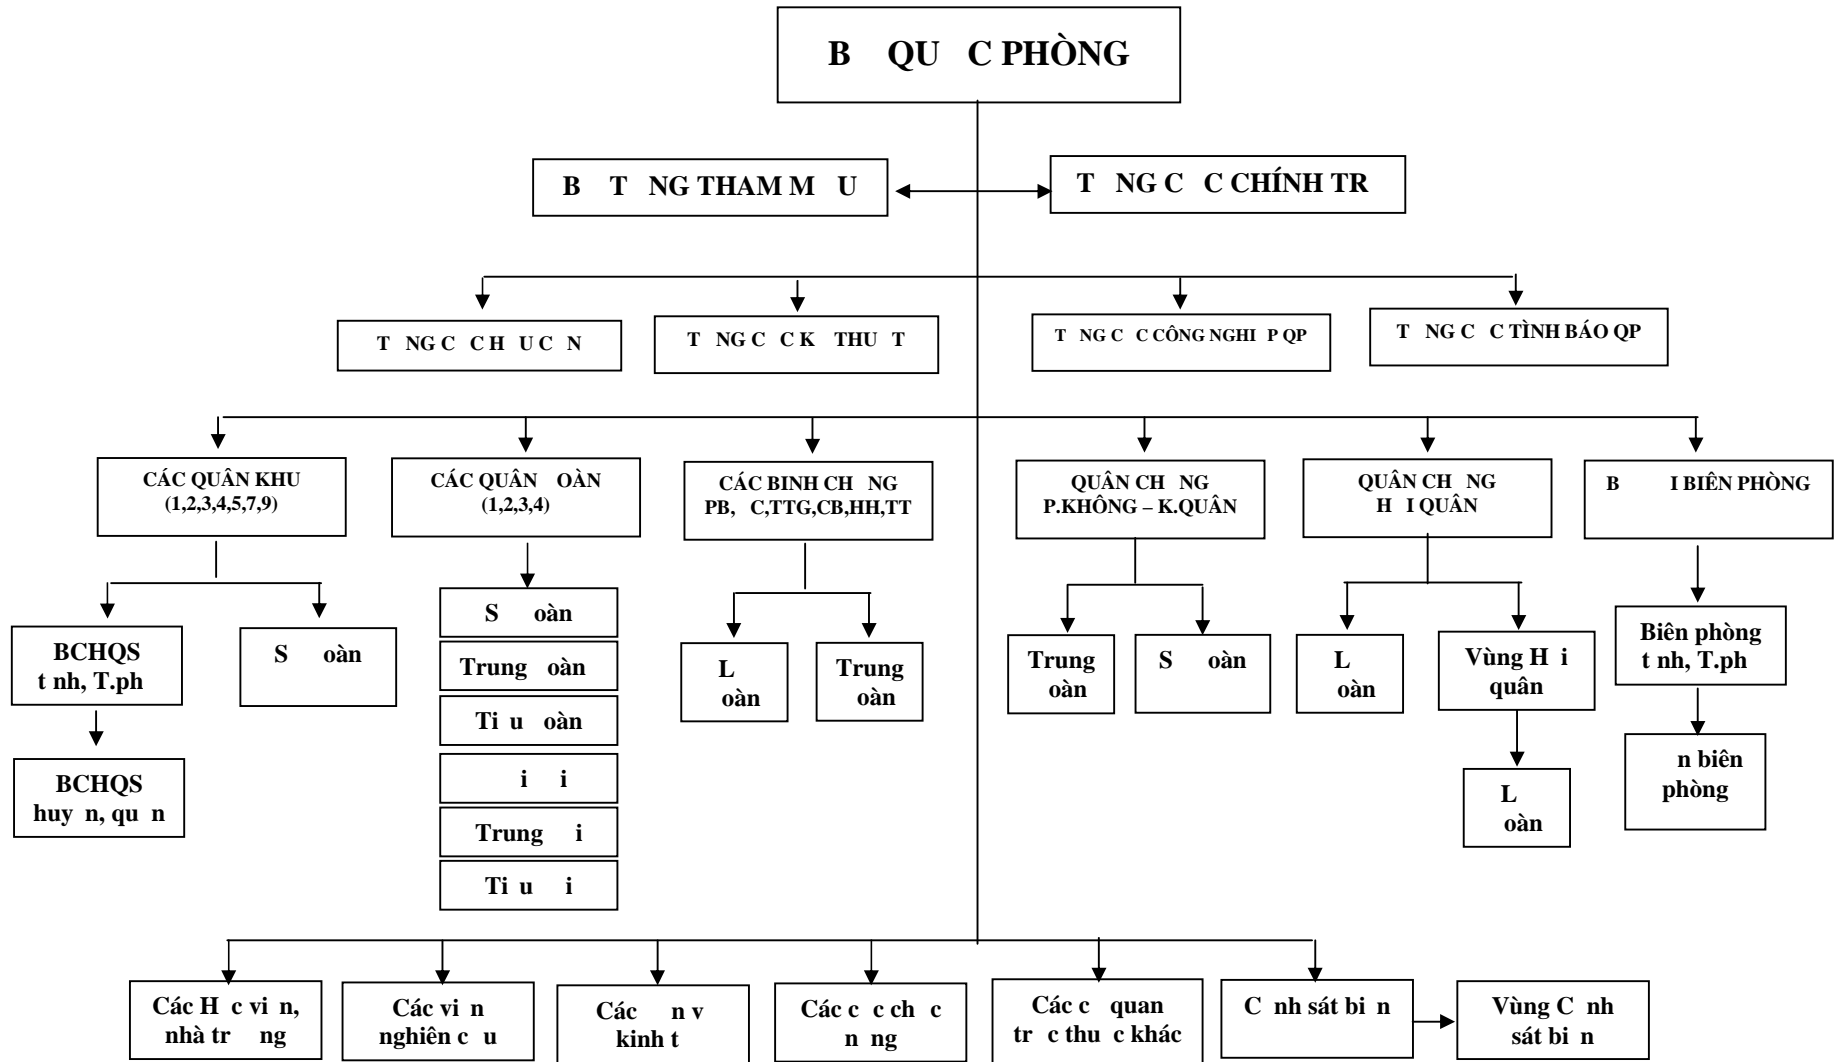 B QU C PHÒNG
B T NG THAM M U
T NG C C CHÍNH TR
T NG C C H U C N
T NG C C K THU T
T NG C C CÔNG NGHI P QP
T NG C C TÌNH BÁO QP
CÁC QUÂN KHU
(1,2,3,4,5,7,9)
CÁC QUÂN OÀN
(1,2,3,4)
CÁC BINH CH NG
PB, C,TTG,CB,HH,TT
QUÂN CH NG
P.KHÔNG – K.QUÂN
QUÂN CH NG
H I QUÂN
B I BIÊN PHÒNG
BCHQS
t nh, T.ph
S oàn
BCHQS
huy n, qu n
S oàn
Trung oàn
Ti u oàn
i i
Trung i
Ti u i
L
oàn
Trung
oàn
Trung
oàn
S oàn
L
oàn
Vùng H i
quân
L
oàn
Biên phòng
t nh, T.ph
n biên
phòng
Các H c vi n,
nhà tr ng
Các vi n
nghiên c u
Các n v
kinh t
Các c c ch c
n ng
Các c quan
tr c thu c khác
C nh sát bi n
Vùng C nh
sát bi n